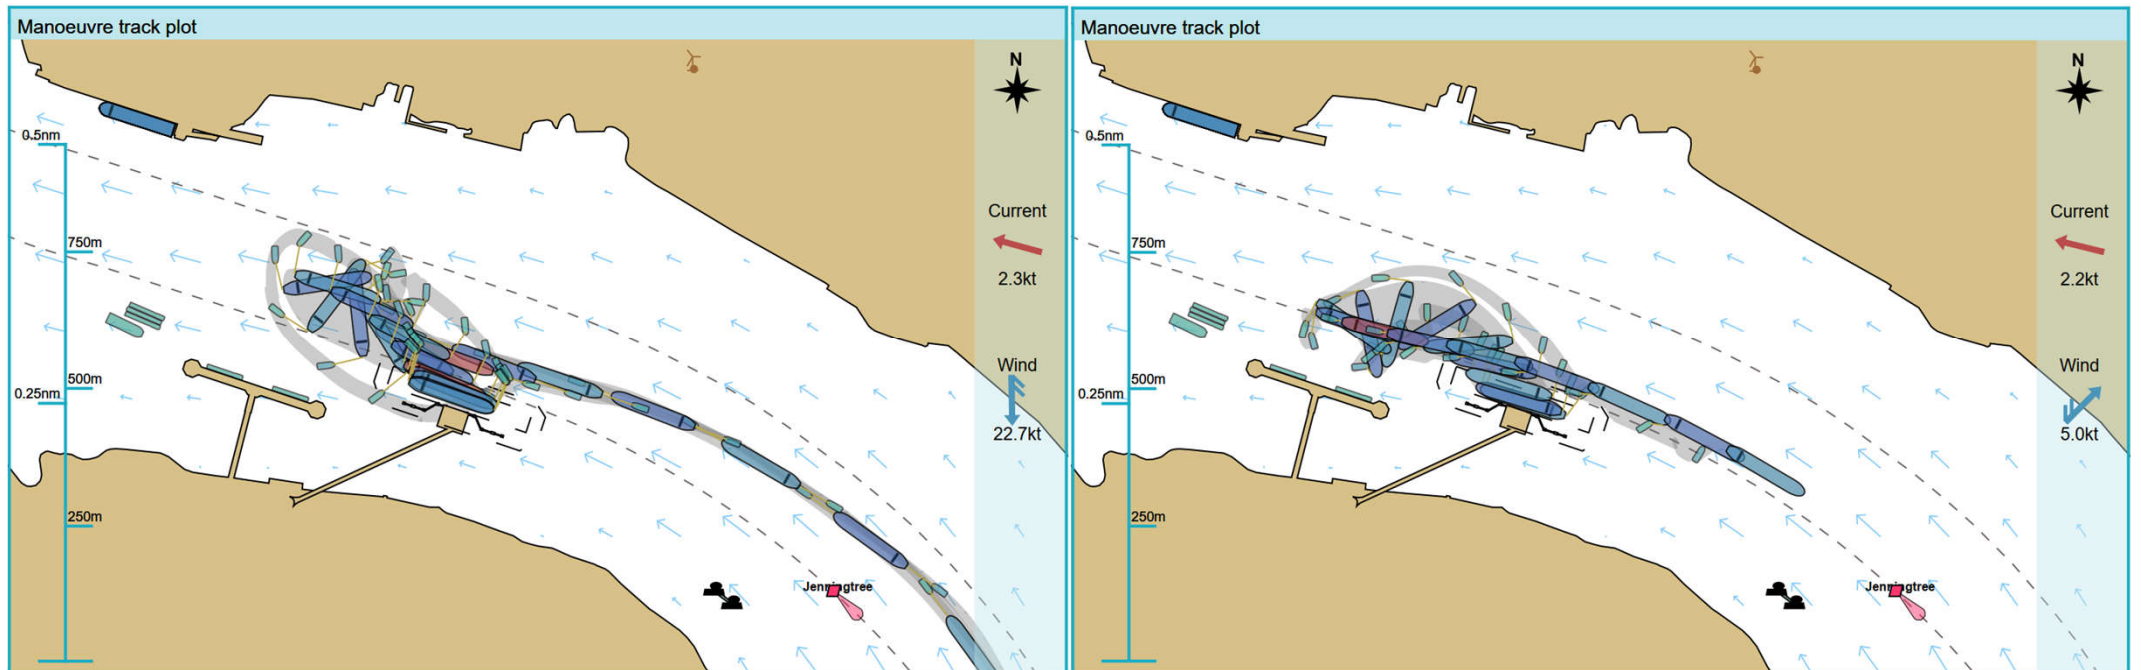 Manoeuvre track plot
N
0.5nm
Current
750m
2.3kt
Wind
500m
0.25nm
22.7kt
250m
Jenningtree
Manoeuvre track plot
N
0.5nm
Current
750m
2.2kt
Wind
500m
0.25nm
5.0kt
250m
Jenningtree